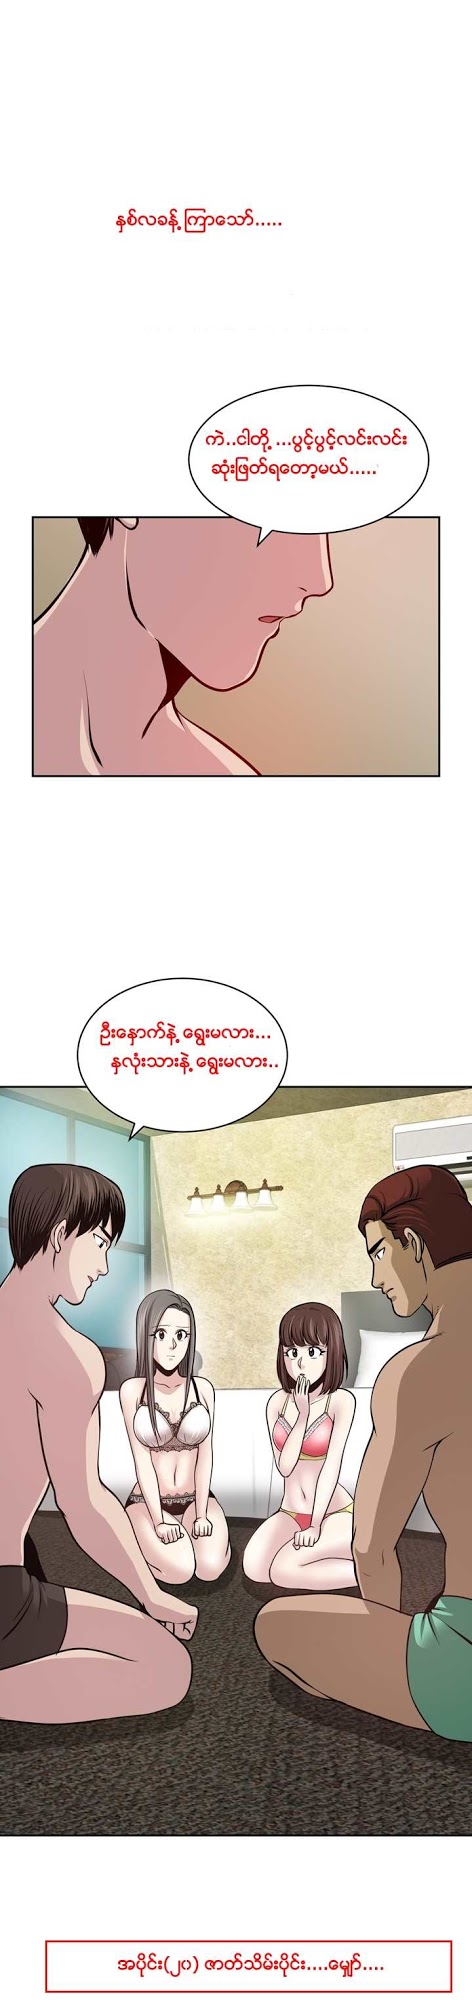 နှစ်လခန့် ကြာသော်.....
ကဲ..ငါတို့ ...ပွင့်ပွင့်လင်းလင်း
ဆုံးဖြတ်ရတော့မယ်.....
ဦးနှောက်နဲ့ ရွေးမလား...
နှလုံးသားနဲ့ ရွေးမလား..
အပိုင်း(၂၀) ဇာတ်သိမ်းပိုင်း....မျှော်....